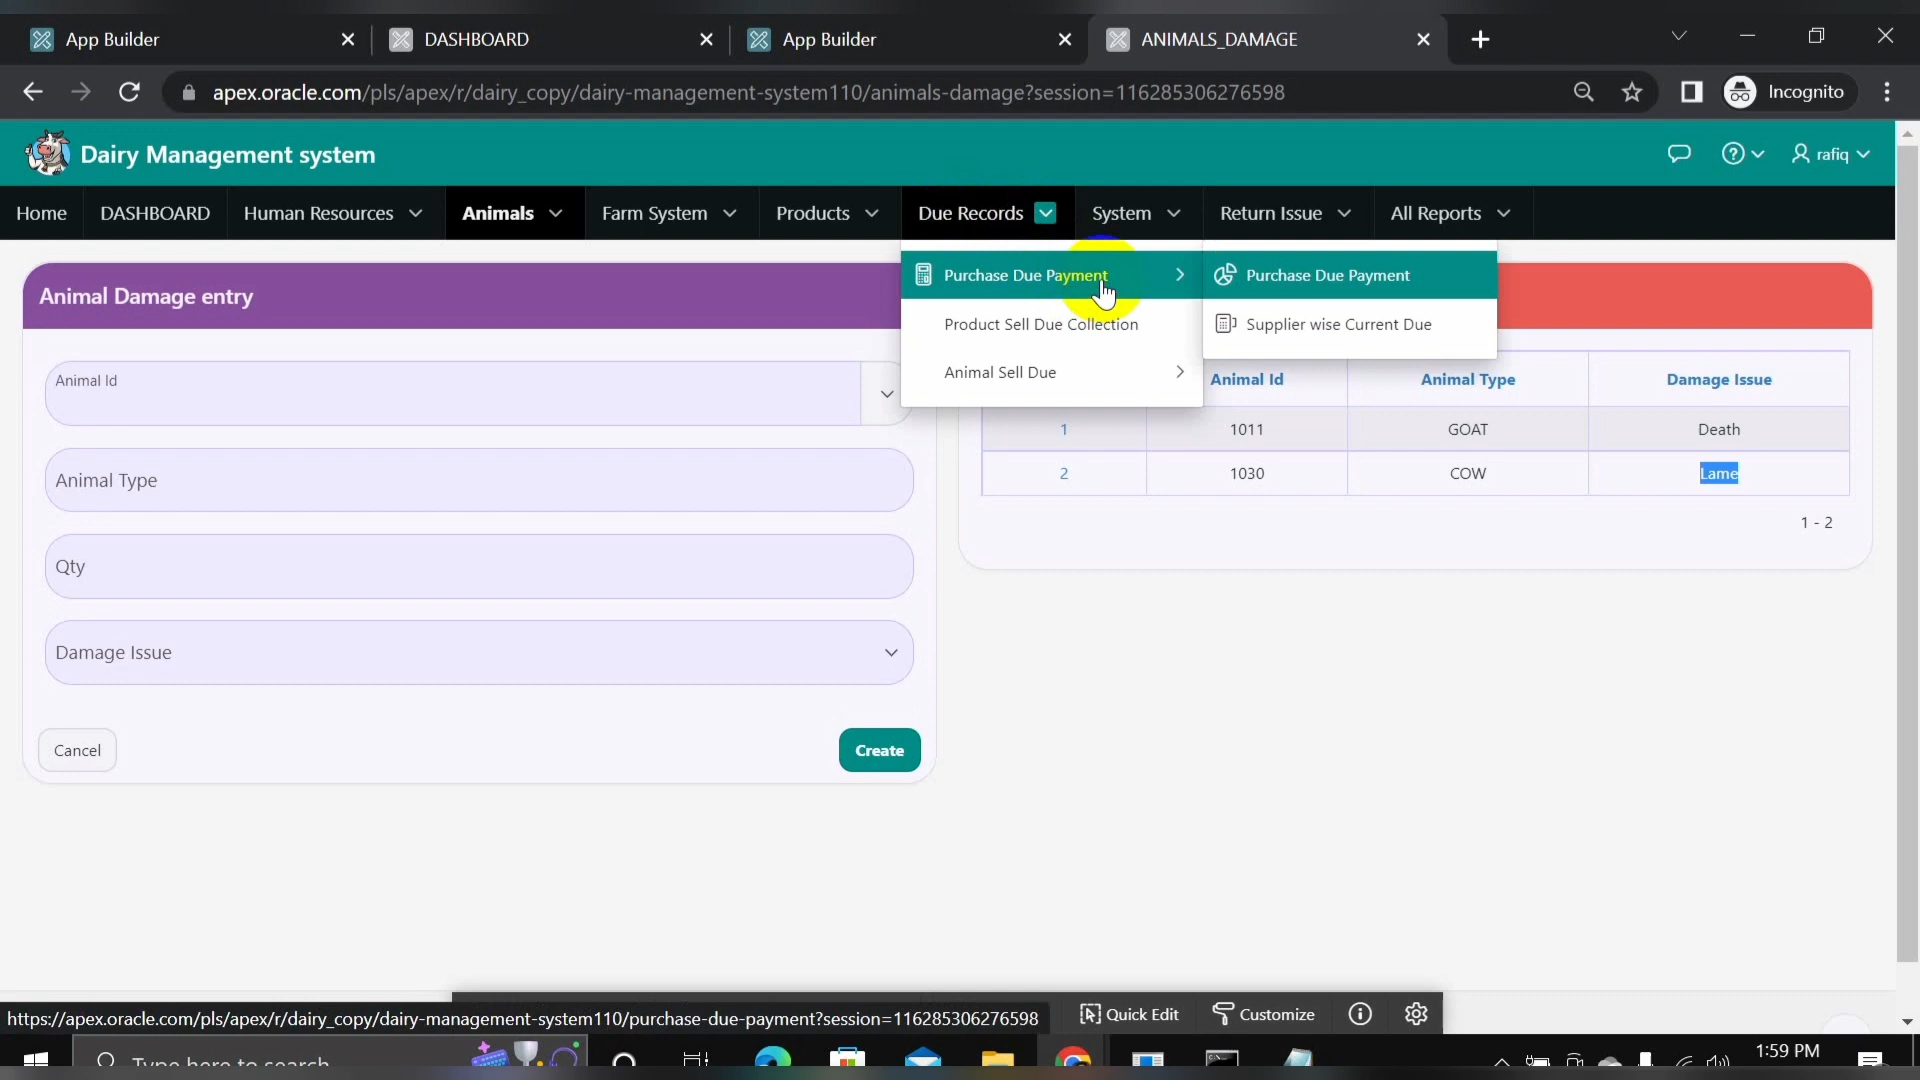 App Builder
DASHBOARD
App Builder
ANIMALS_DAMAGE
apex.oracle.com/pls/apex/r/dairy_copy/dairy-management-system110/animals-damage?session=116285306276598
Incognito
Dairy Management system
rafiq
Home
DASHBOARD
Human Resources
Animals
Farm System
Products
Due Records
System
Return Issue
All Reports
Purchase Due Payment
Purchase Due Payment
Product Sell Due Collection
Supplier wise Current Due
Animal Sell Due
Animal Damage entry
Animal Id
Animal Type
Qty
Damage Issue
Cancel
Create
Animal Id
Animal Type
Damage Issue
1
1011
GOAT
Death
2
1030
COW
Lame
1 - 2
https://apex.oracle.com/pls/apex/r/dairy_copy/dairy-management-system110/purchase-due-payment?session=116285306276598
Quick Edit
Customize
Type here to search
1:59 PM